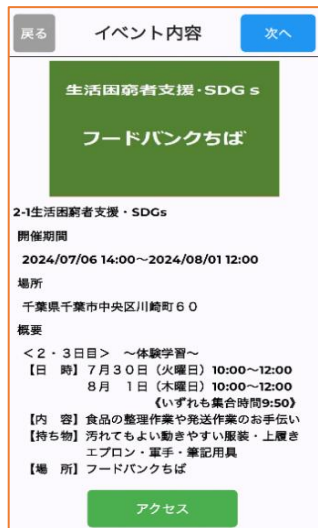 戻る
イベント内容
次へ
生活困窮者支援・SDGｓ
フードバンクちば
2-1生活困窮者支援・SDGs
開催期間
2024/07/06 14:00～2024/08/01 12:00
場所
千葉県千葉市中央区川崎町６０
概要
＜２・３日目＞　～体験学習～
【日　時】７月３０日（火曜日）10:00～12:00
８月　１日（木曜日）10:00～12:00
《いずれも集合時間9:50》
【内　容】食品の整理作業や発送作業のお手伝い
【持ち物】汚れてもよい動きやすい服装・上履き
エプロン・軍手・筆記用具
【場　所】フードバンクちば
アクセス